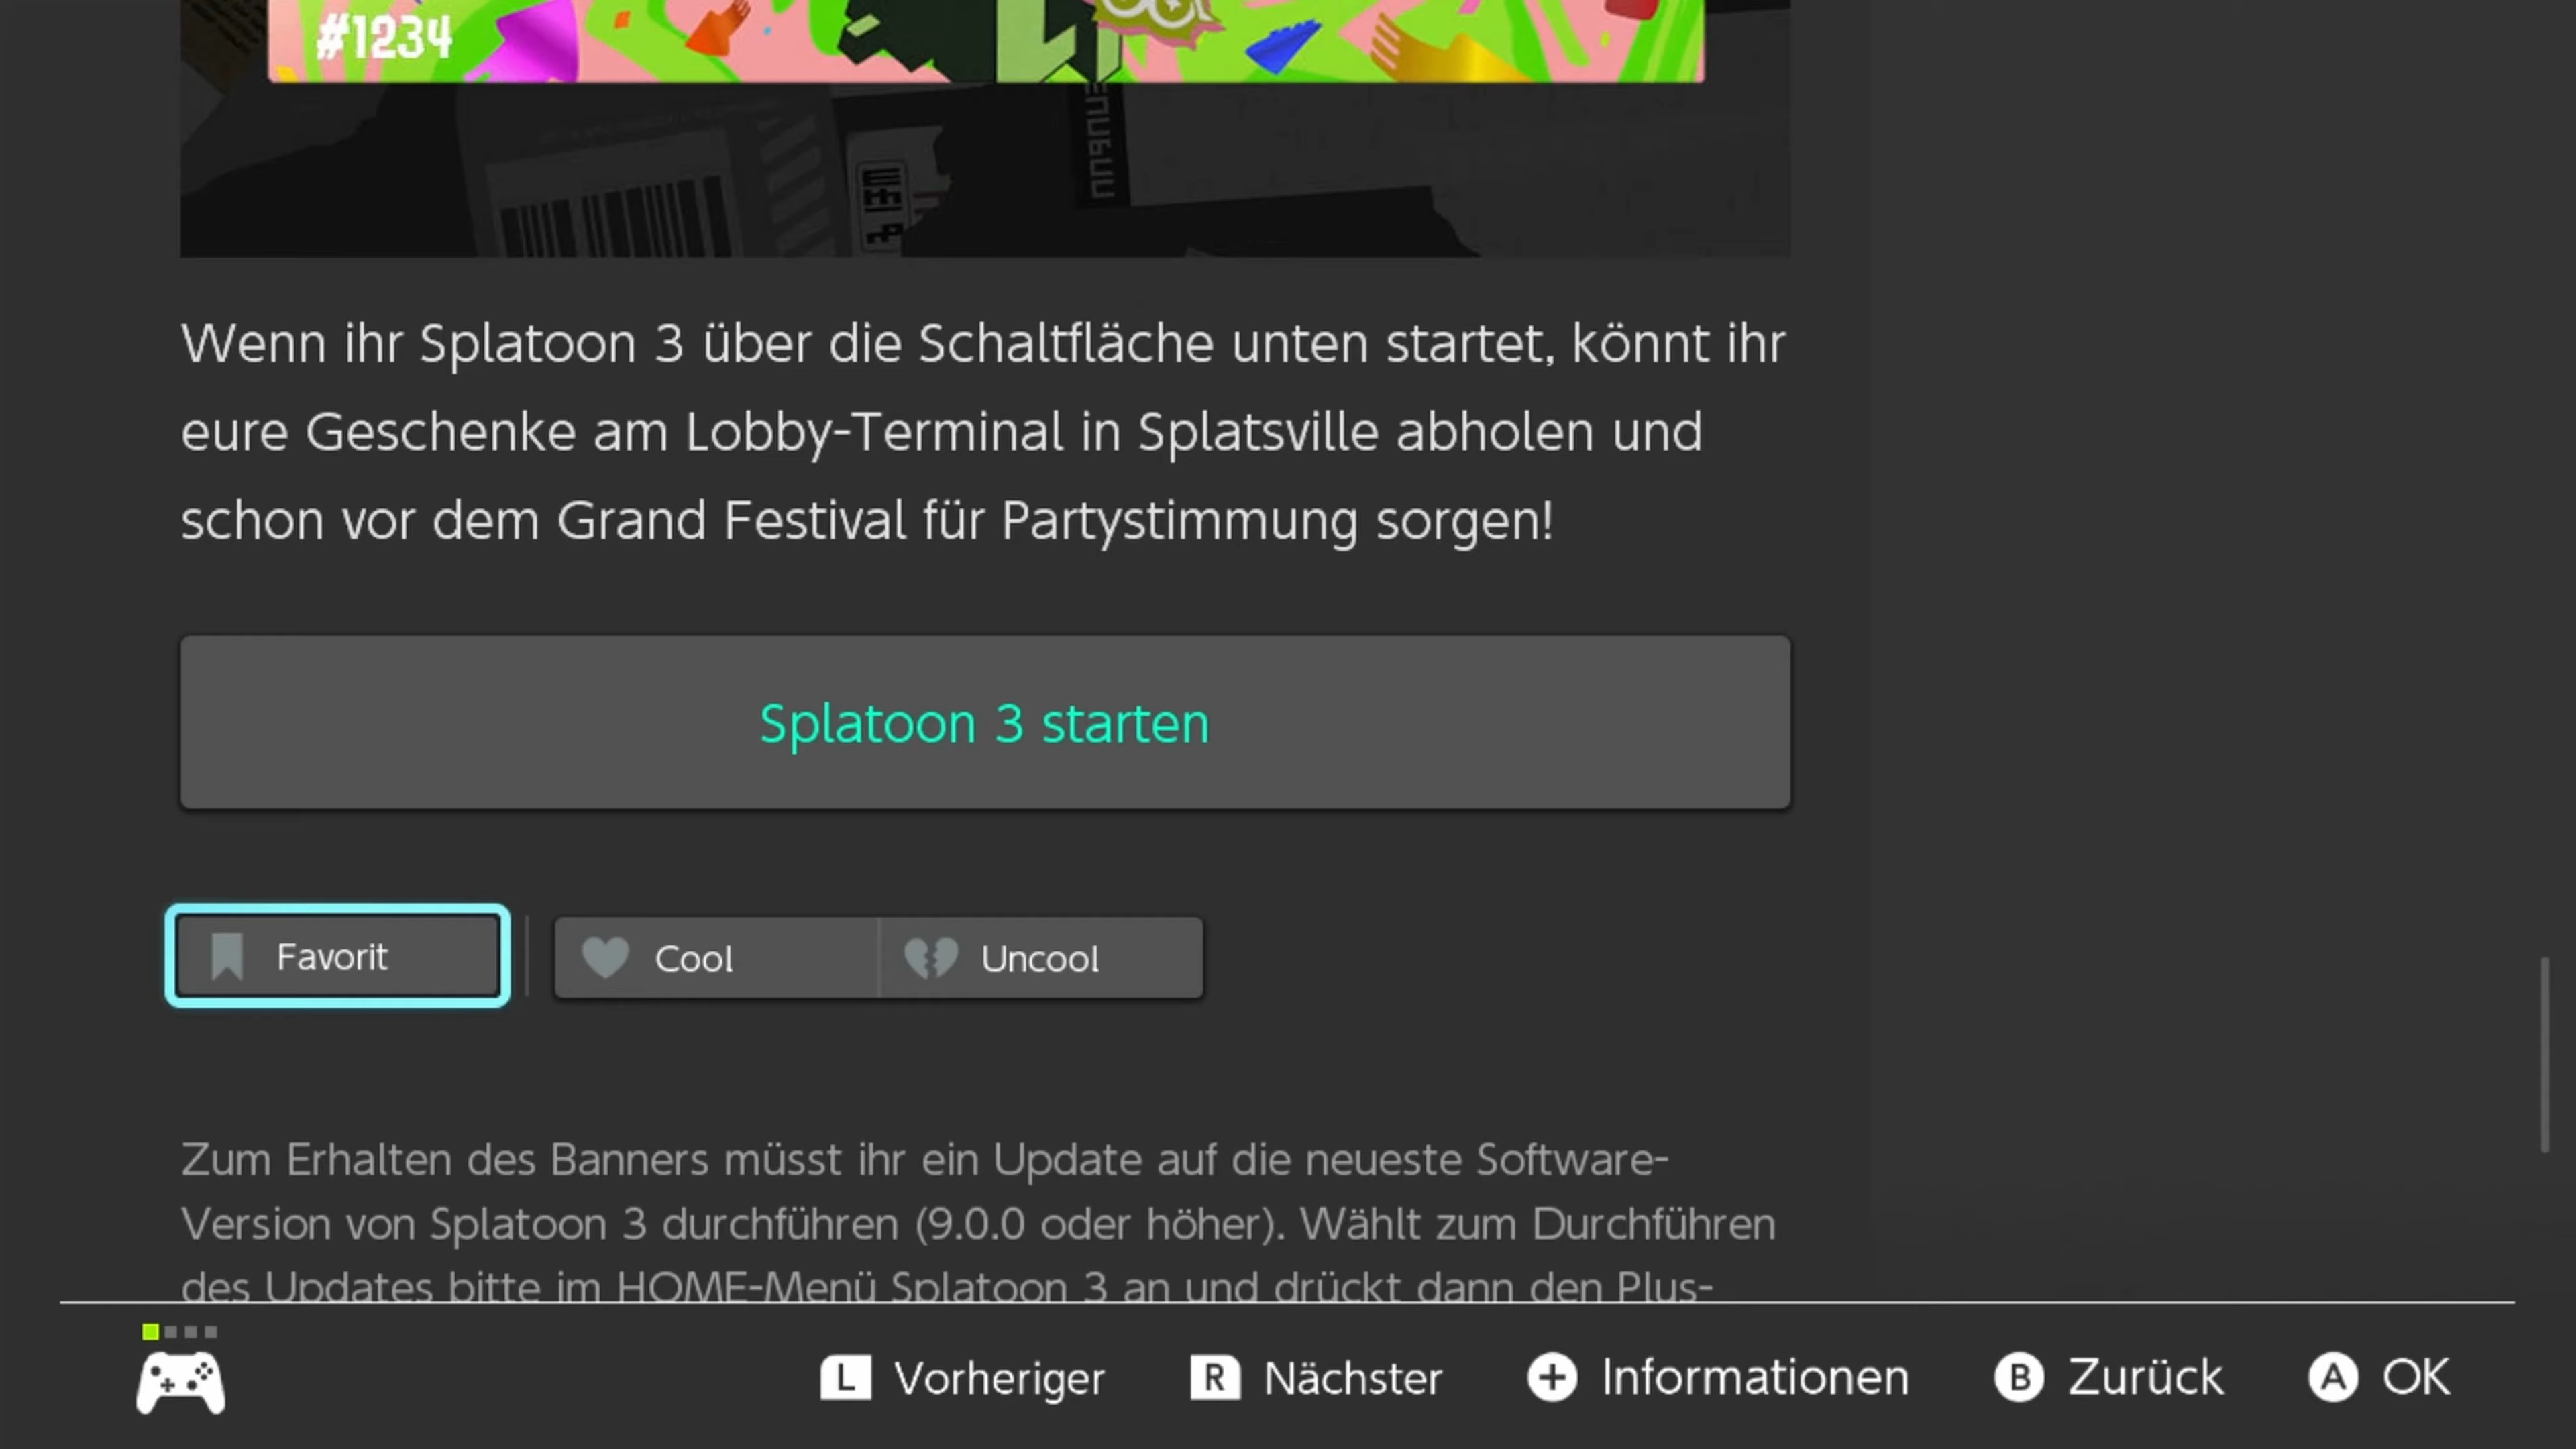 #1234
Wenn ihr Splatoon 3 über die Schaltfläche unten startet, könnt ihr
eure Geschenke am Lobby-Terminal in Splatsville abholen und
schon vor dem Grand Festival für Partystimmung sorgen!
Splatoon 3 starten
Favorit
Cool
Uncool
Zum Erhalten des Banners müsst ihr ein Update auf die neueste Software-
Version von Splatoon 3 durchführen (9.0.0 oder höher). Wählt zum Durchführen
des Updates bitte im HOME-Menü Splatoon 3 an und drückt dann den Plus-
L Vorheriger R Nächster + Informationen B Zurück A OK